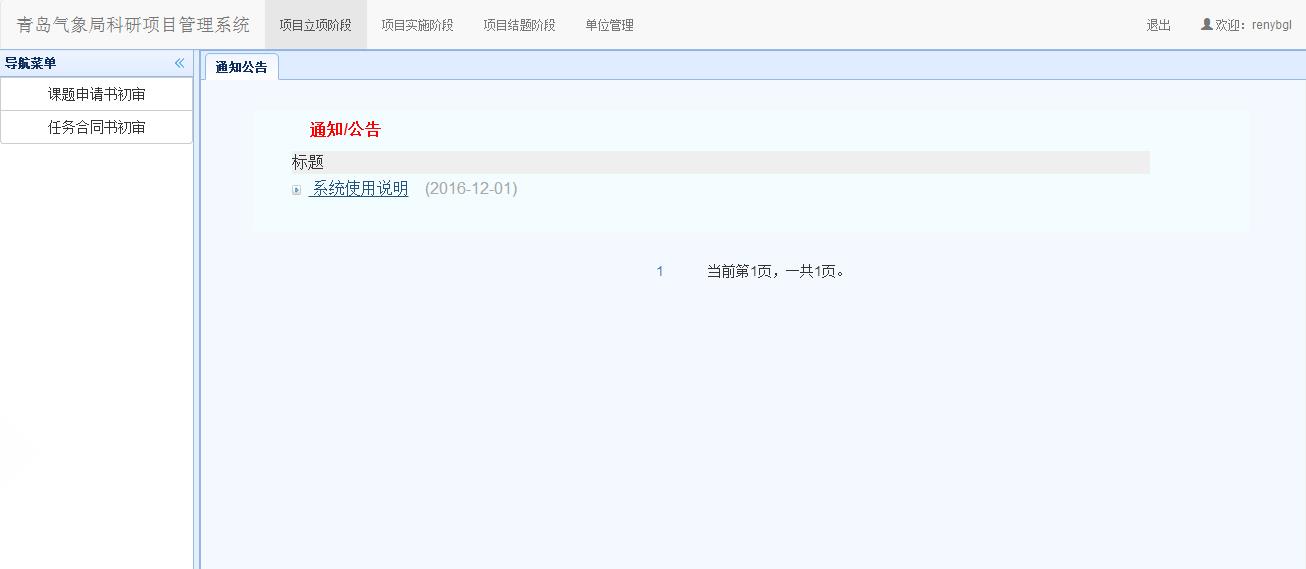 青岛气象局科研项目管理系统 项目立项阶段 项目实施阶段 项目结题阶段 单位管理 退出 欢迎：renybgl
导航菜单
课题申请书初审
任务合同书初审
通知公告
通知/公告
标题
系统使用说明 (2016-12-01)
1 当前第1页，一共1页。